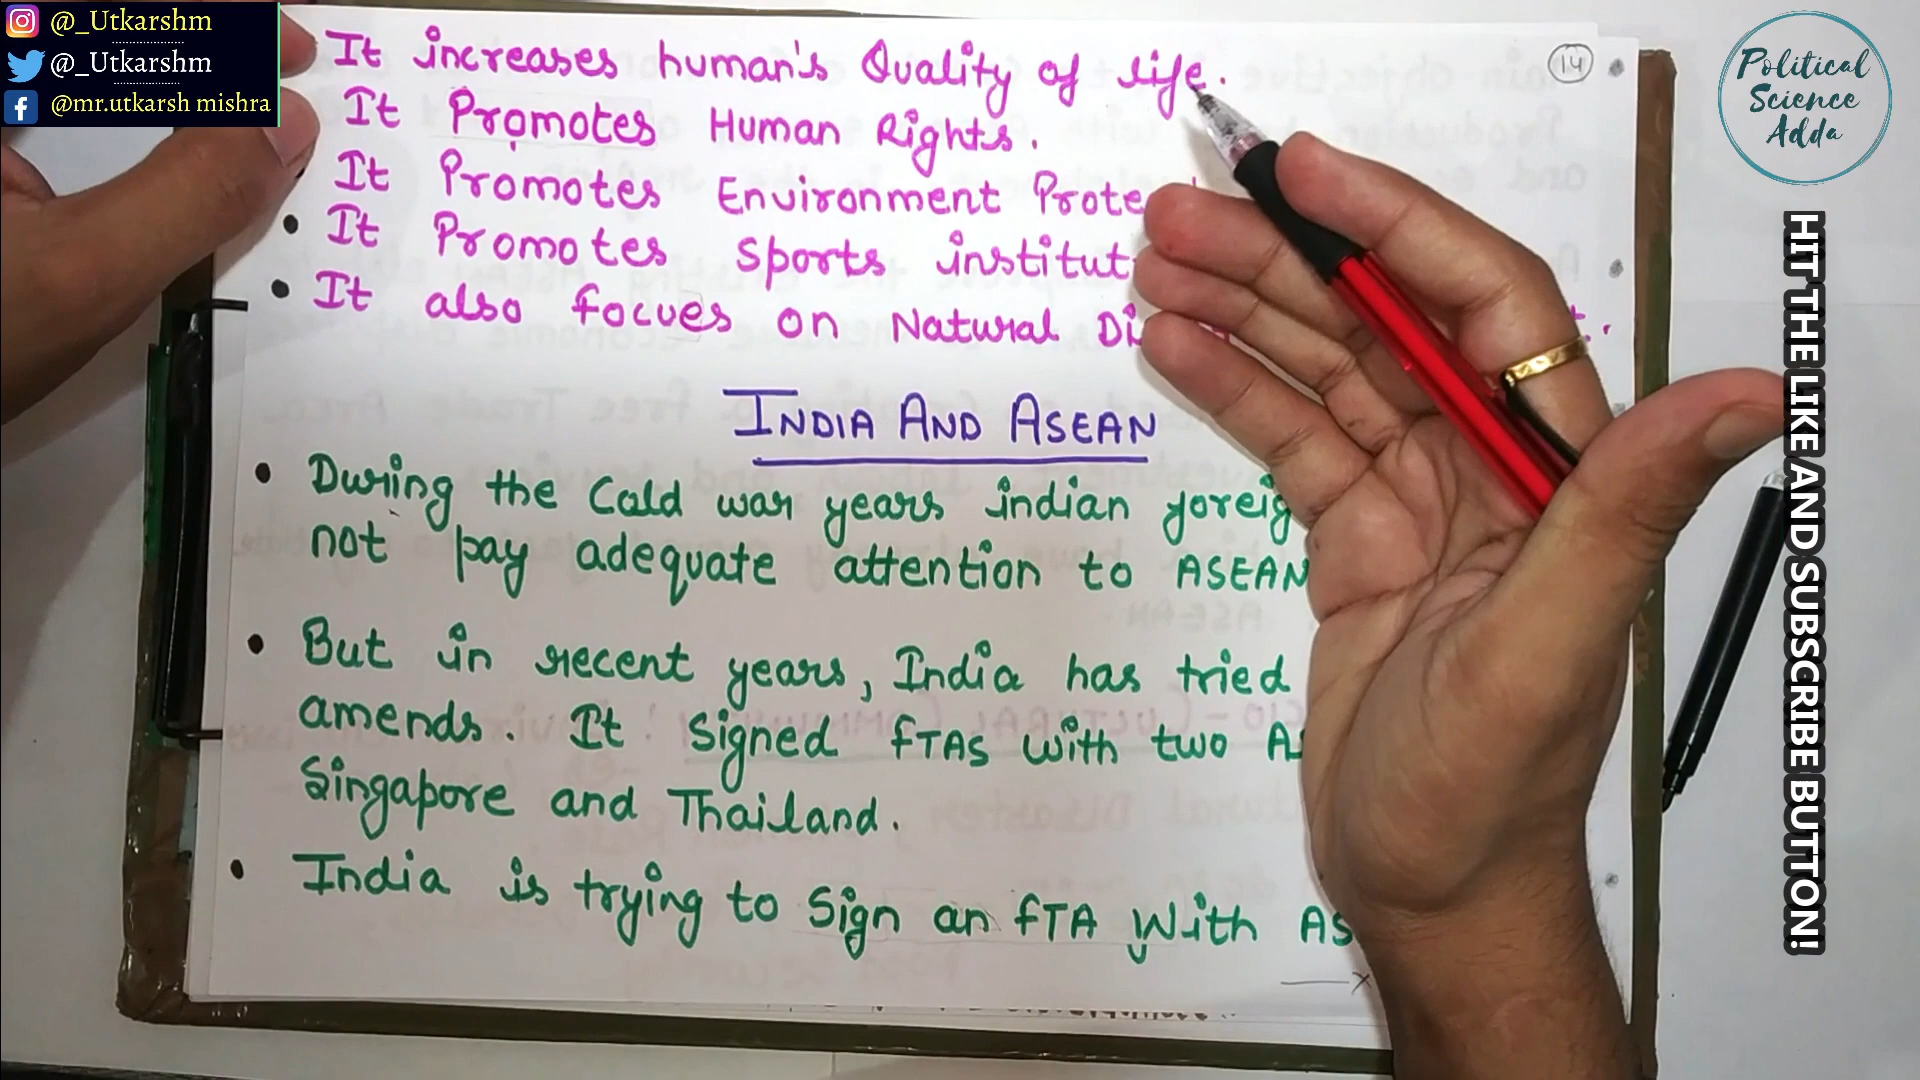 @_Utkarshm
@_Utkarshm
@mr.utkarsh mishra
Political
Science
Adda
HIT THE LIKE AND SUBSCRIBE BUTTON!
14
It increases human's Quality of life.
It Promotes Human Rights.
It Promotes Environment Prote
It Promotes Sports institut
It also focues on Natural Di t.
INDIA AND ASEAN
During the Cold war years indian foreig
not pay adequate attention to ASEAN
But in recent years, India has tried
amends. It Signed FTAS with two As
Singapore and Thailand.
India is trying to Sign an FTA With AS